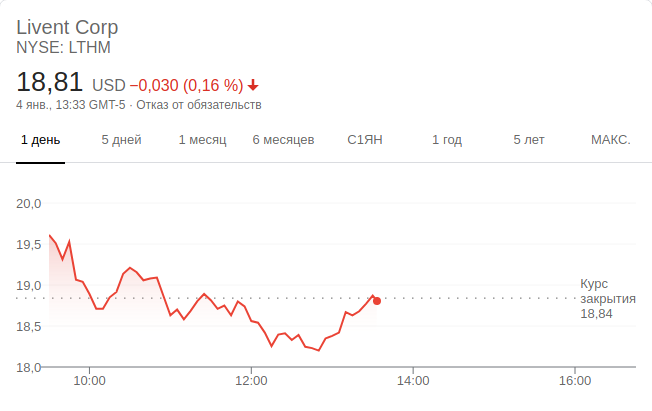 Livent Corp
NYSE: LTHM
18,81 USD −0,030 (0,16 %)
4 янв., 13:33 GMT-5 · Отказ от обязательств
1 день 5 дней 1 месяц 6 месяцев С1ЯН 1 год 5 лет МАКС.
20,0
19,5
19,0
18,5
18,0
Курс
закрытия
18,84
10:00 12:00 14:00 16:00